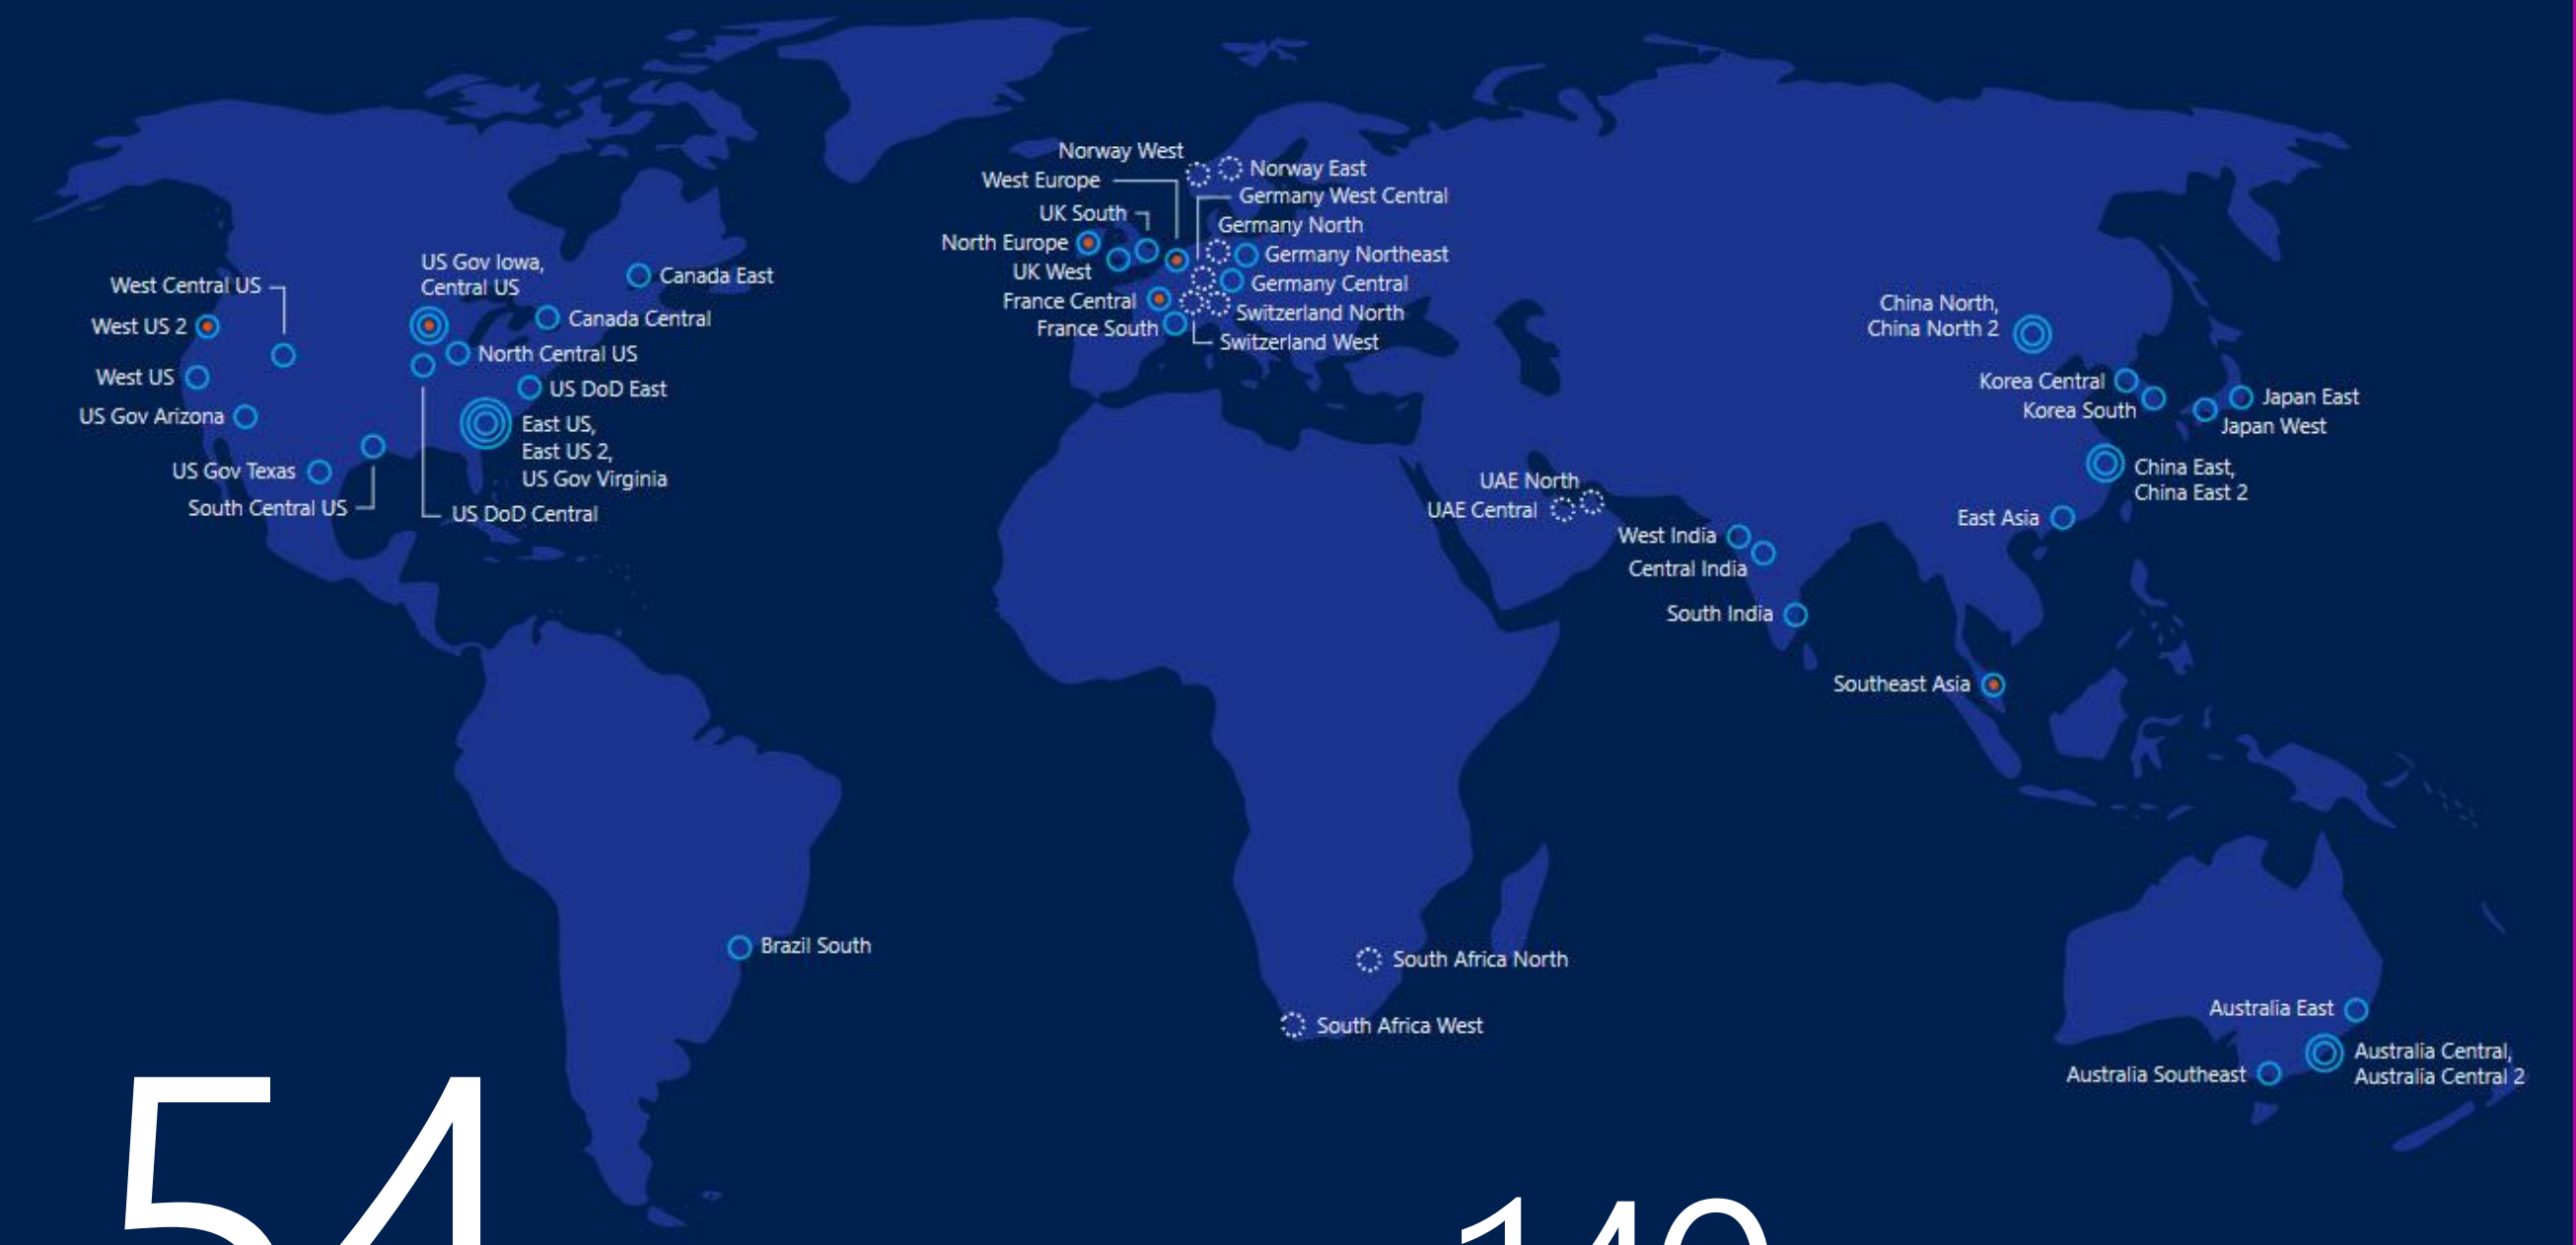 West Central US
West US 2
West US
US Gov Arizona
US Gov Texas
South Central US
US Gov Iowa,
Central US
Canada East
Canada Central
North Central US
US DoD East
East US,
East US 2,
US Gov Virginia
US DoD Central
Brazil South
Norway West
Norway East
West Europe
Germany West Central
UK South
Germany North
North Europe
Germany Northeast
UK West
Germany Central
France Central
Switzerland North
France South
Switzerland West
UAE North
UAE Central
South Africa North
South Africa West
West India
Central India
South India
China North,
China North 2
Korea Central
Korea South
Japan East
Japan West
China East,
China East 2
East Asia
Southeast Asia
Australia East
Australia Central,
Australia Central 2
Australia Southeast
54
140